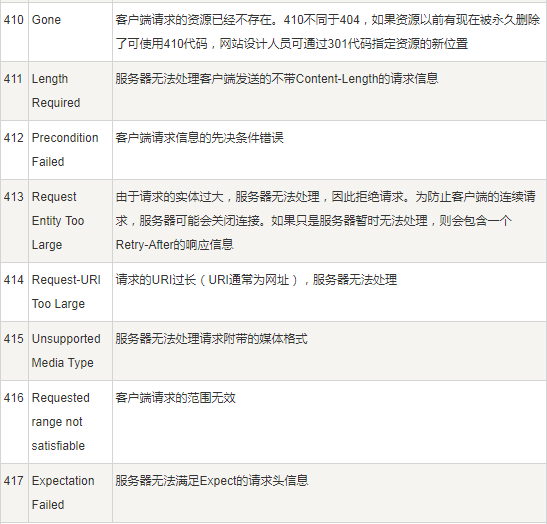 410 Gone 客户端请求的资源已经不存在。410不同于404，如果资源以前有现在被永久删除
了可使用410代码，网站设计人员可通过301代码指定资源的新位置
411 Length 服务器无法处理客户端发送的不带Content-Length的请求信息
Required
412 Precondition 客户端请求信息的先决条件错误
Failed
413 Request 由于请求的实体过大，服务器无法处理，因此拒绝请求。为防止客户端的连续请
Entity Too 求，服务器可能会关闭连接。如果只是服务器暂时无法处理，则会包含一个
Large Retry-After的响应信息
414 Request-URI 请求的URI过长（URI通常为网址），服务器无法处理
Too Large
415 Unsupported 服务器无法处理请求附带的媒体格式
Media Type
416 Requested 客户端请求的范围无效
range not
satisfiable
417 Expectation 服务器无法满足Expect的请求头信息
Failed